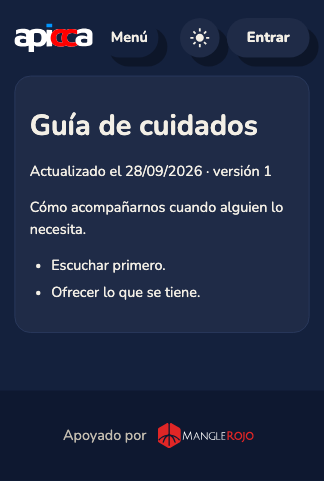 apicca Menú Entrar
Guía de cuidados
Actualizado el 28/09/2026 · versión 1
Cómo acompañarnos cuando alguien lo
necesita.
• Escuchar primero.
• Ofrecer lo que se tiene.
Apoyado por MANGLEROJO